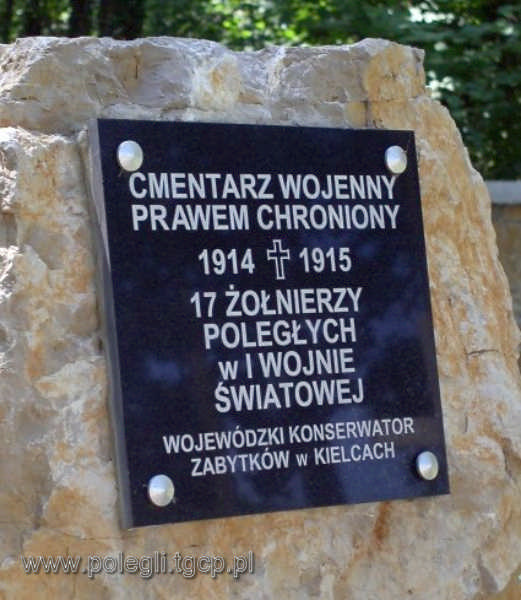 CMENTARZ WOJENNY
PRAWEM CHRONIONY
1914 1915
17 ŻOŁNIERZY
POLEGŁYCH
w I WOJNIE
ŚWIATOWEJ
WOJEWÓDZKI KONSERWATOR
ZABYTKÓW w KIELCACH
www.polegli.tgcp.pl